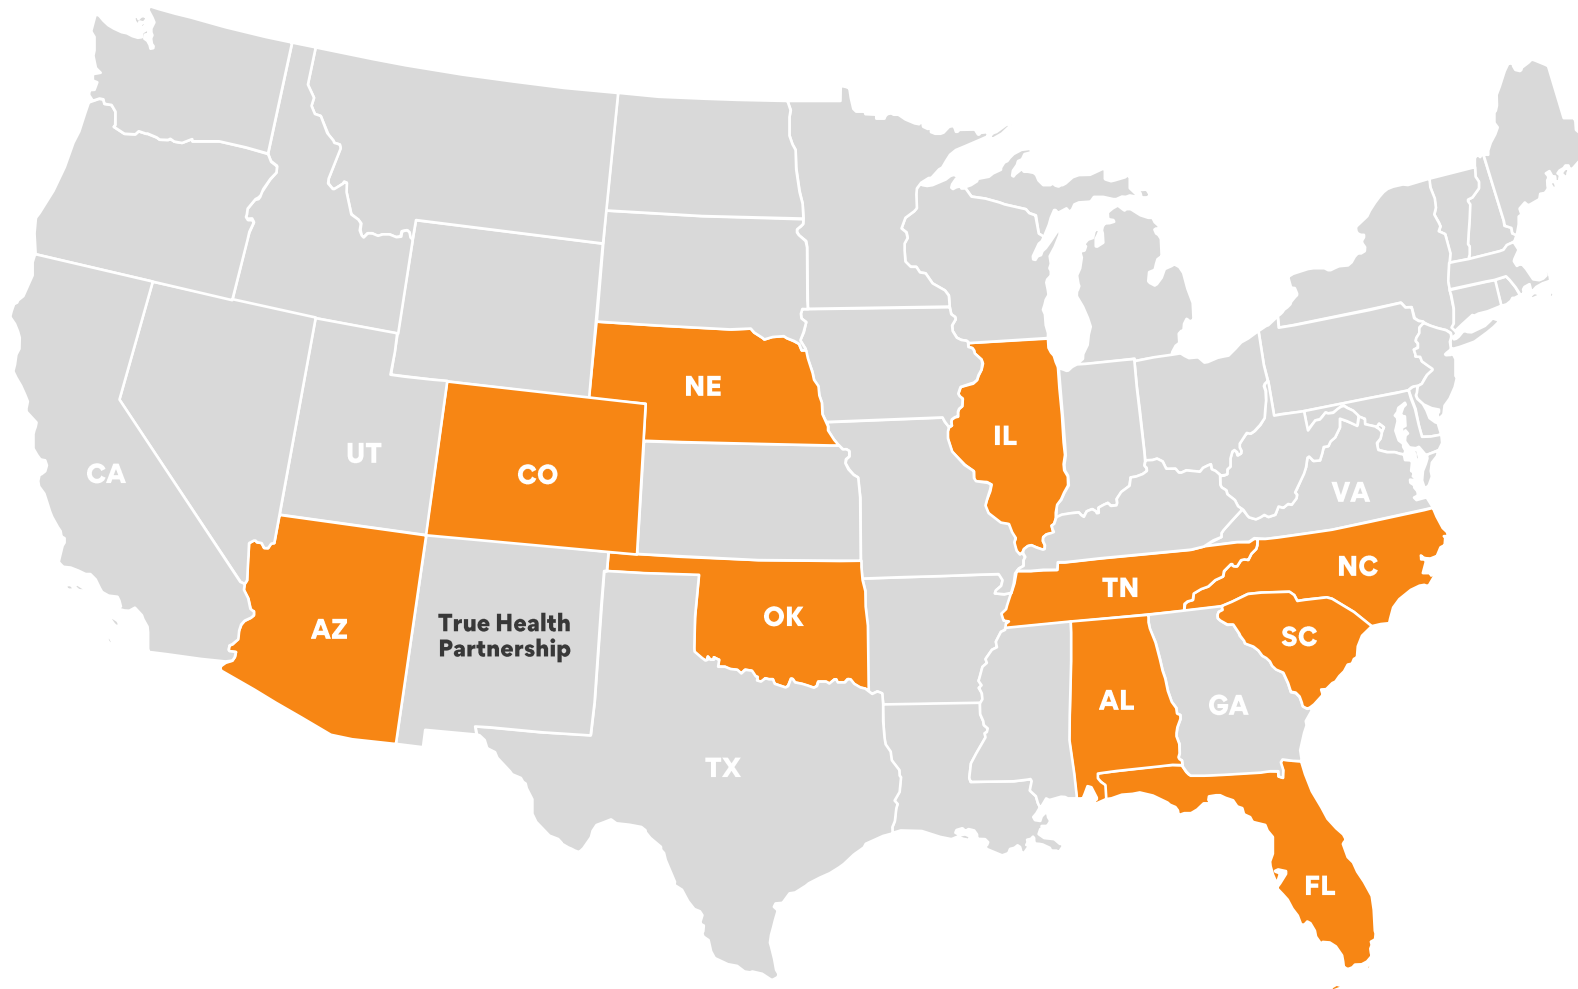 NE
IL
UT
CO
CA
VA
NC
TN
OK
True Health
Partnership
AZ
SC
AL
GA
TX
FL